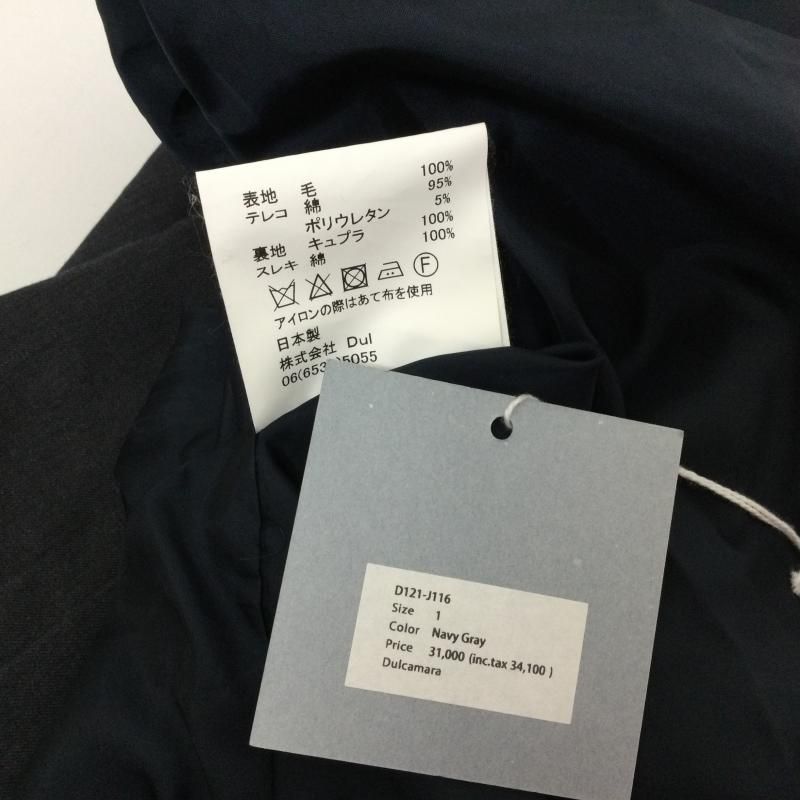 表地 毛 100%
テレコ 綿 95%
ポリウレタン 5%
裏地 キュプラ 100%
スレキ 綿 100%
F
アイロンの際はあて布を使用
日本製
株式会社 Dul
06(653 )5055
D121-J116
Size 1
Color Navy Gray
Price 31,000 (inc.tax 34,100 )
Dulcamara